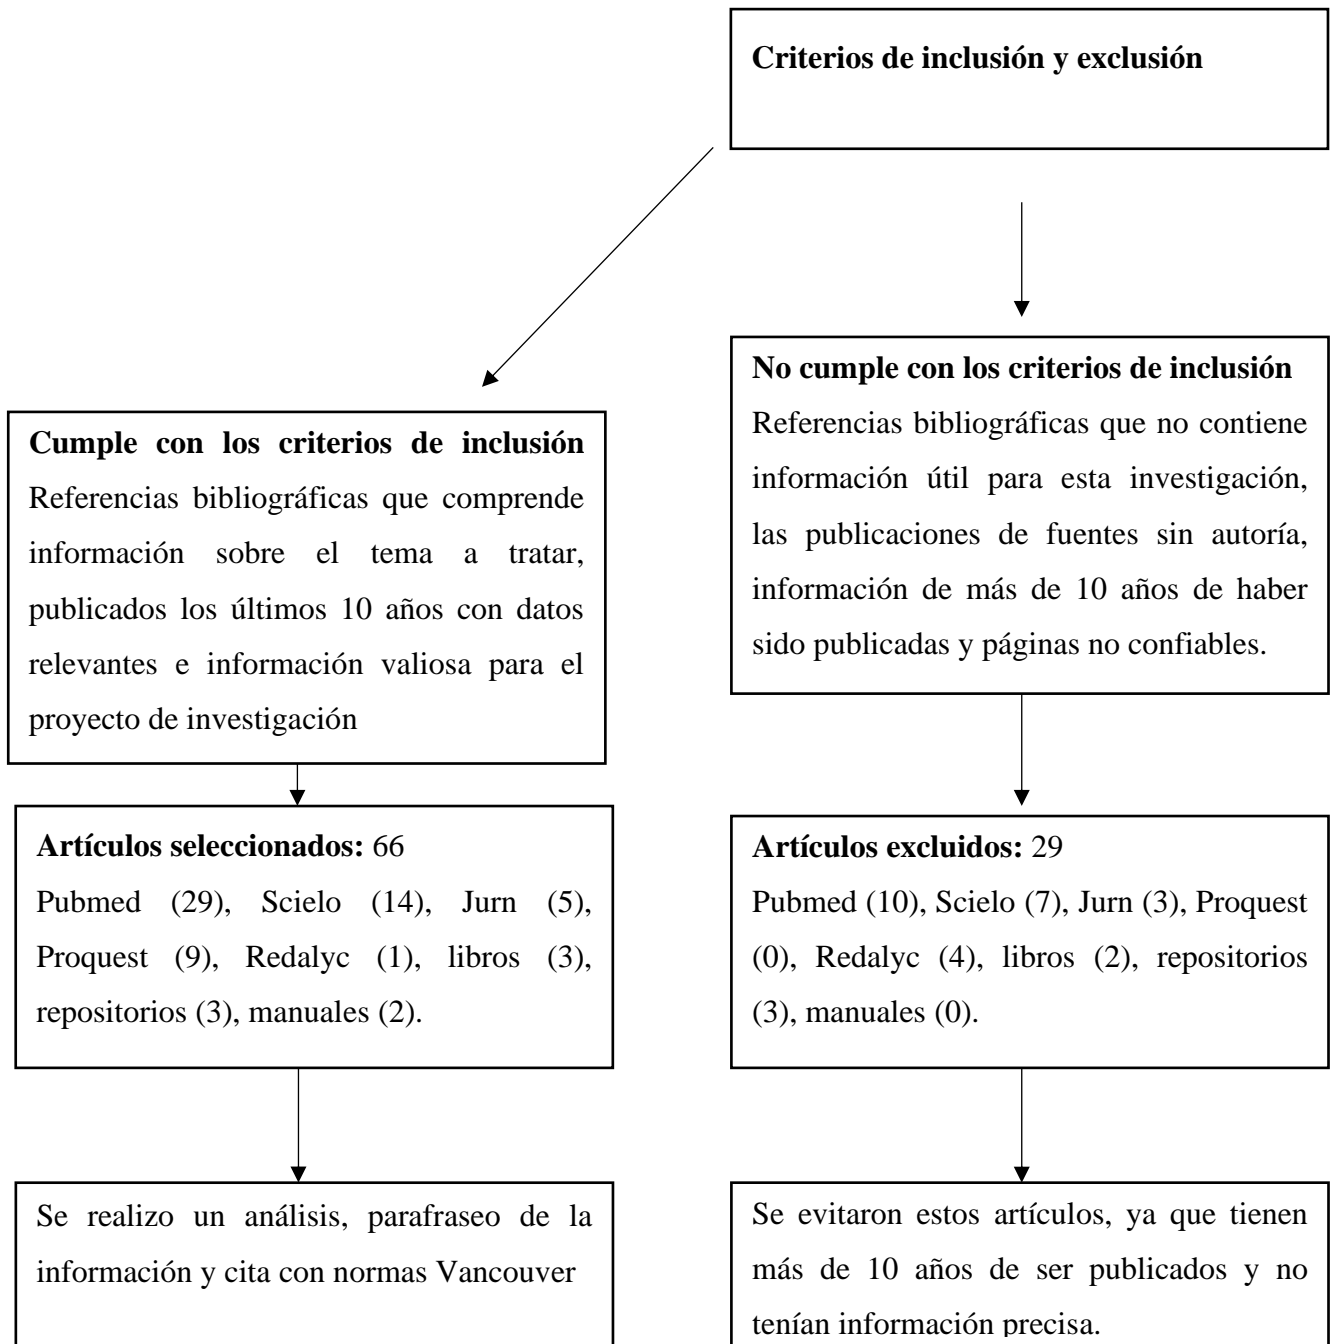 Criterios de inclusión y exclusión
Cumple con los criterios de inclusión
Referencias bibliográficas que comprende
información sobre el tema a tratar,
publicados los últimos 10 años con datos
relevantes e información valiosa para el
proyecto de investigación
No cumple con los criterios de inclusión
Referencias bibliográficas que no contiene
información útil para esta investigación,
las publicaciones de fuentes sin autoría,
información de más de 10 años de haber
sido publicadas y páginas no confiables.
Artículos seleccionados: 66
Pubmed (29), Scielo (14), Jurn (5),
Proquest (9), Redalyc (1), libros (3),
repositorios (3), manuales (2).
Artículos excluidos: 29
Pubmed (10), Scielo (7), Jurn (3), Proquest
(0), Redalyc (4), libros (2), repositorios
(3), manuales (0).
Se realizo un análisis, parafraseo de la
información y cita con normas Vancouver
Se evitaron estos artículos, ya que tienen
más de 10 años de ser publicados y no
tenían información precisa.